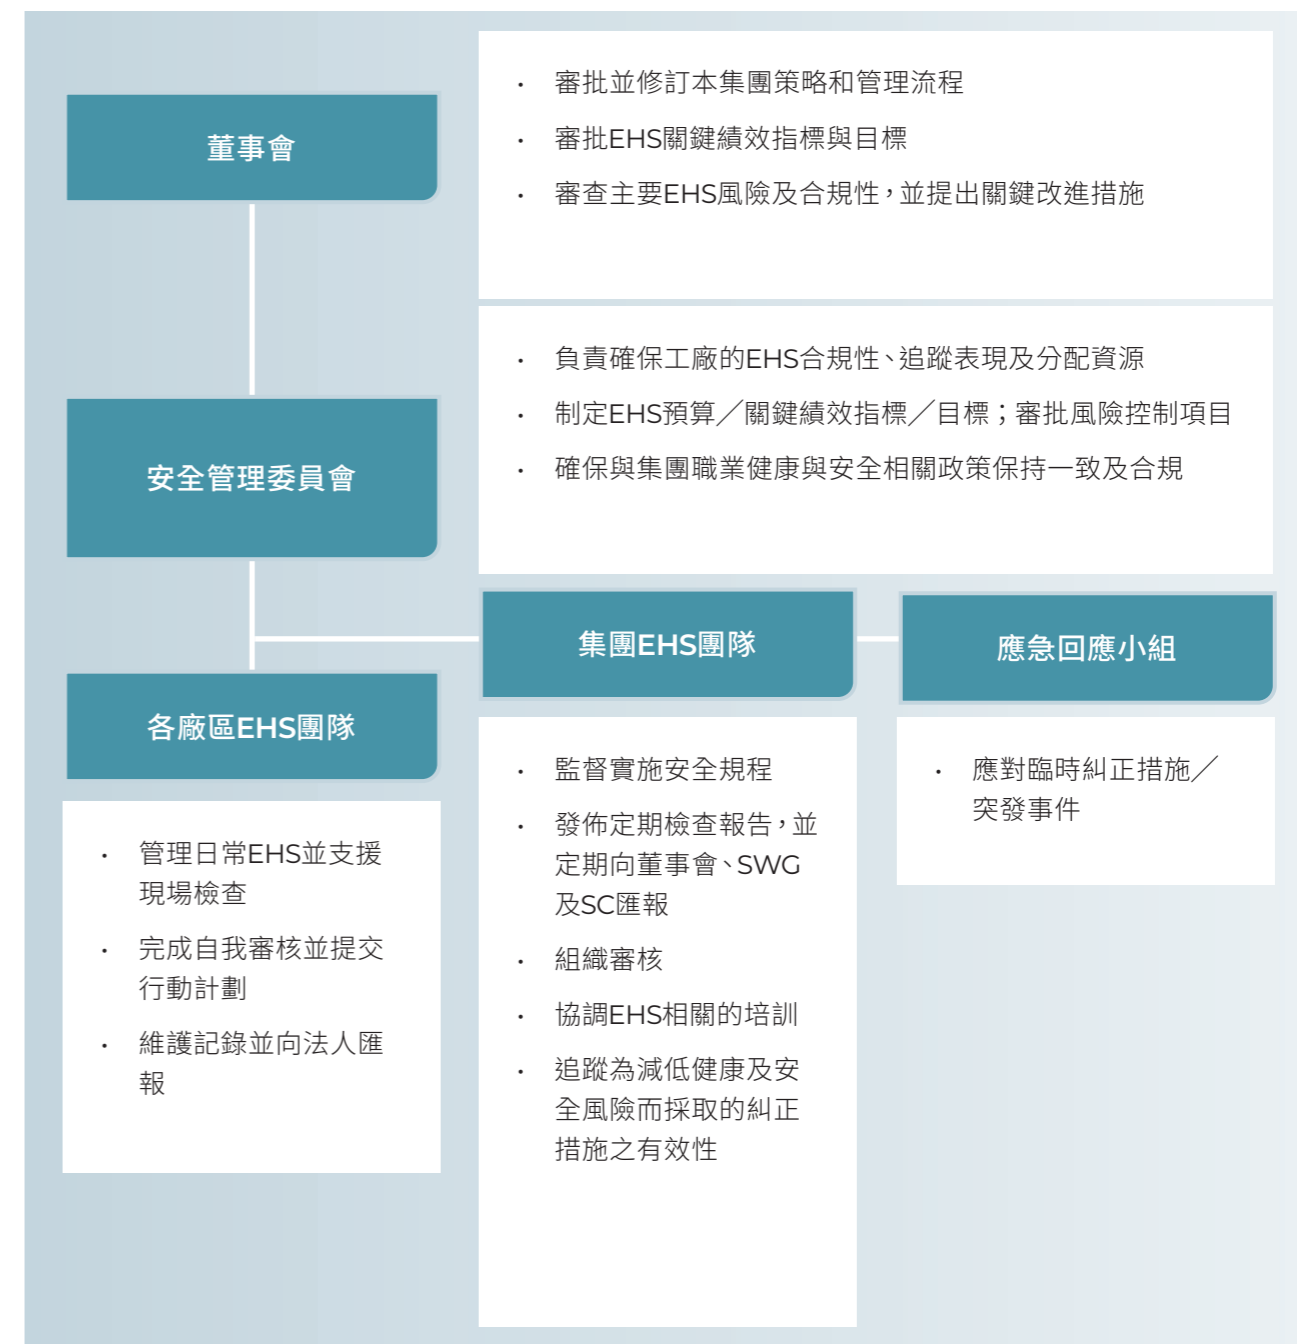 董事會
• 審批並修訂本集團策略和管理流程
• 審批EHS關鍵績效指標與目標
• 審查主要EHS風險及合規性，並提出關鍵改進措施
安全管理委員會
• 負責確保工廠的EHS合規性、追蹤表現及分配資源
• 制定EHS預算╱關鍵績效指標╱目標；審批風險控制項目
• 確保與集團職業健康與安全相關政策保持一致及合規
各廠區EHS團隊
• 管理日常EHS並支援
現場檢查
• 完成自我審核並提交
行動計劃
• 維護記錄並向法人匯
報
集團EHS團隊
• 監督實施安全規程
• 發佈定期檢查報告，並
定期向董事會、SWG
及SC匯報
• 組織審核
• 協調EHS相關的培訓
• 追蹤為減低健康及安
全風險而採取的糾正
措施之有效性
應急回應小組
• 應對臨時糾正措施╱
突發事件